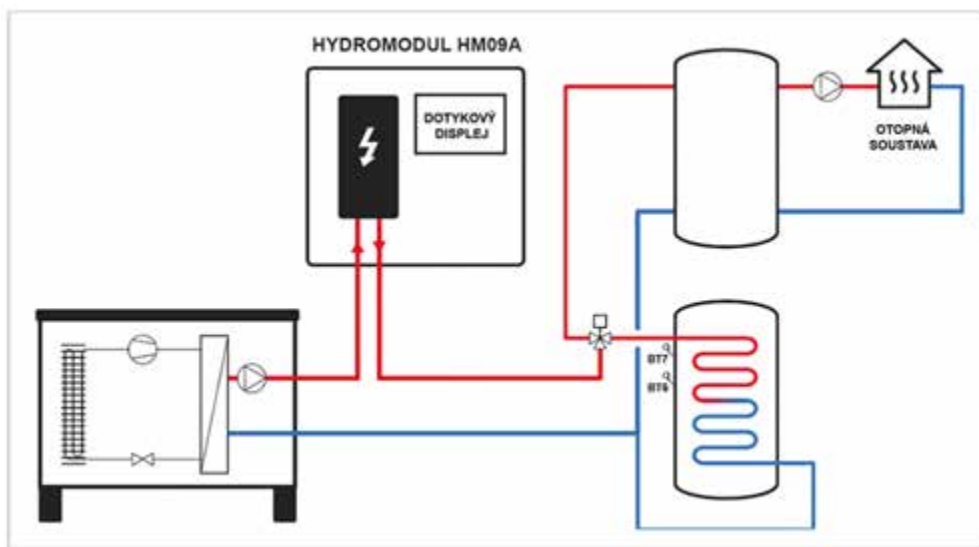 HYDROMODUL HM09A
DOTYKOVÝ
DISPLEJ
OTOPNÁ
SOUSTAVA
BT7
BT6